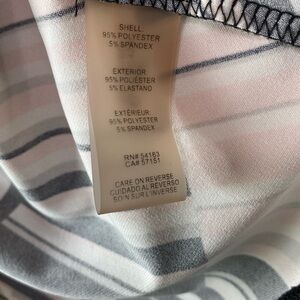 SHELL:
95% POLYESTER
5% SPANDEX
EXTERIOR:
95% POLIÉSTER
5% ELASTANO
EXTÉRIEUR:
95% POLYESTER
5% SPANDEX
RN# 54163
CA# 57151
CARE ON REVERSE
CUIDADO AL REVERSO
SOIN SUR L'INVERSE